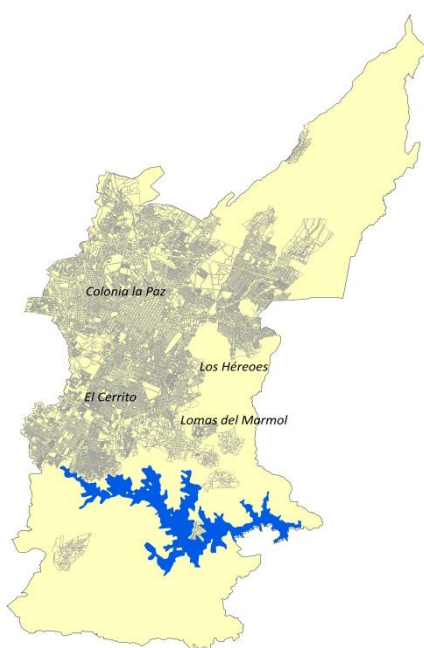 Colonia la Paz
Los Héreoes
El Cerrito
Lomas del Marmol